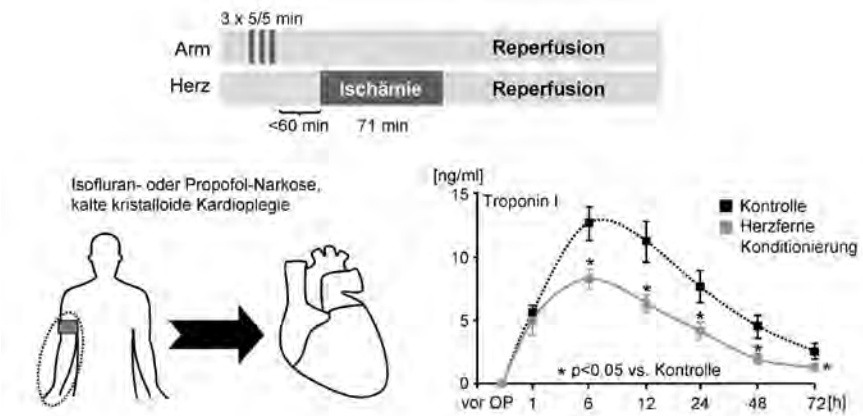 3 x 5/5 min
Arm
Reperfusion
Herz
Ischämie
Reperfusion
<60 min
71 min
Isofluran- oder Propofol-Narkose,
kalte kristalloide Kardioplegie
[ng/ml]
15
Troponin I
Kontrolle
Herzferne
Konditionierung
10
5
0
* * * * *
* p<0,05 vs. Kontrolle
vor OP 1 6 12 24 48 72[h]